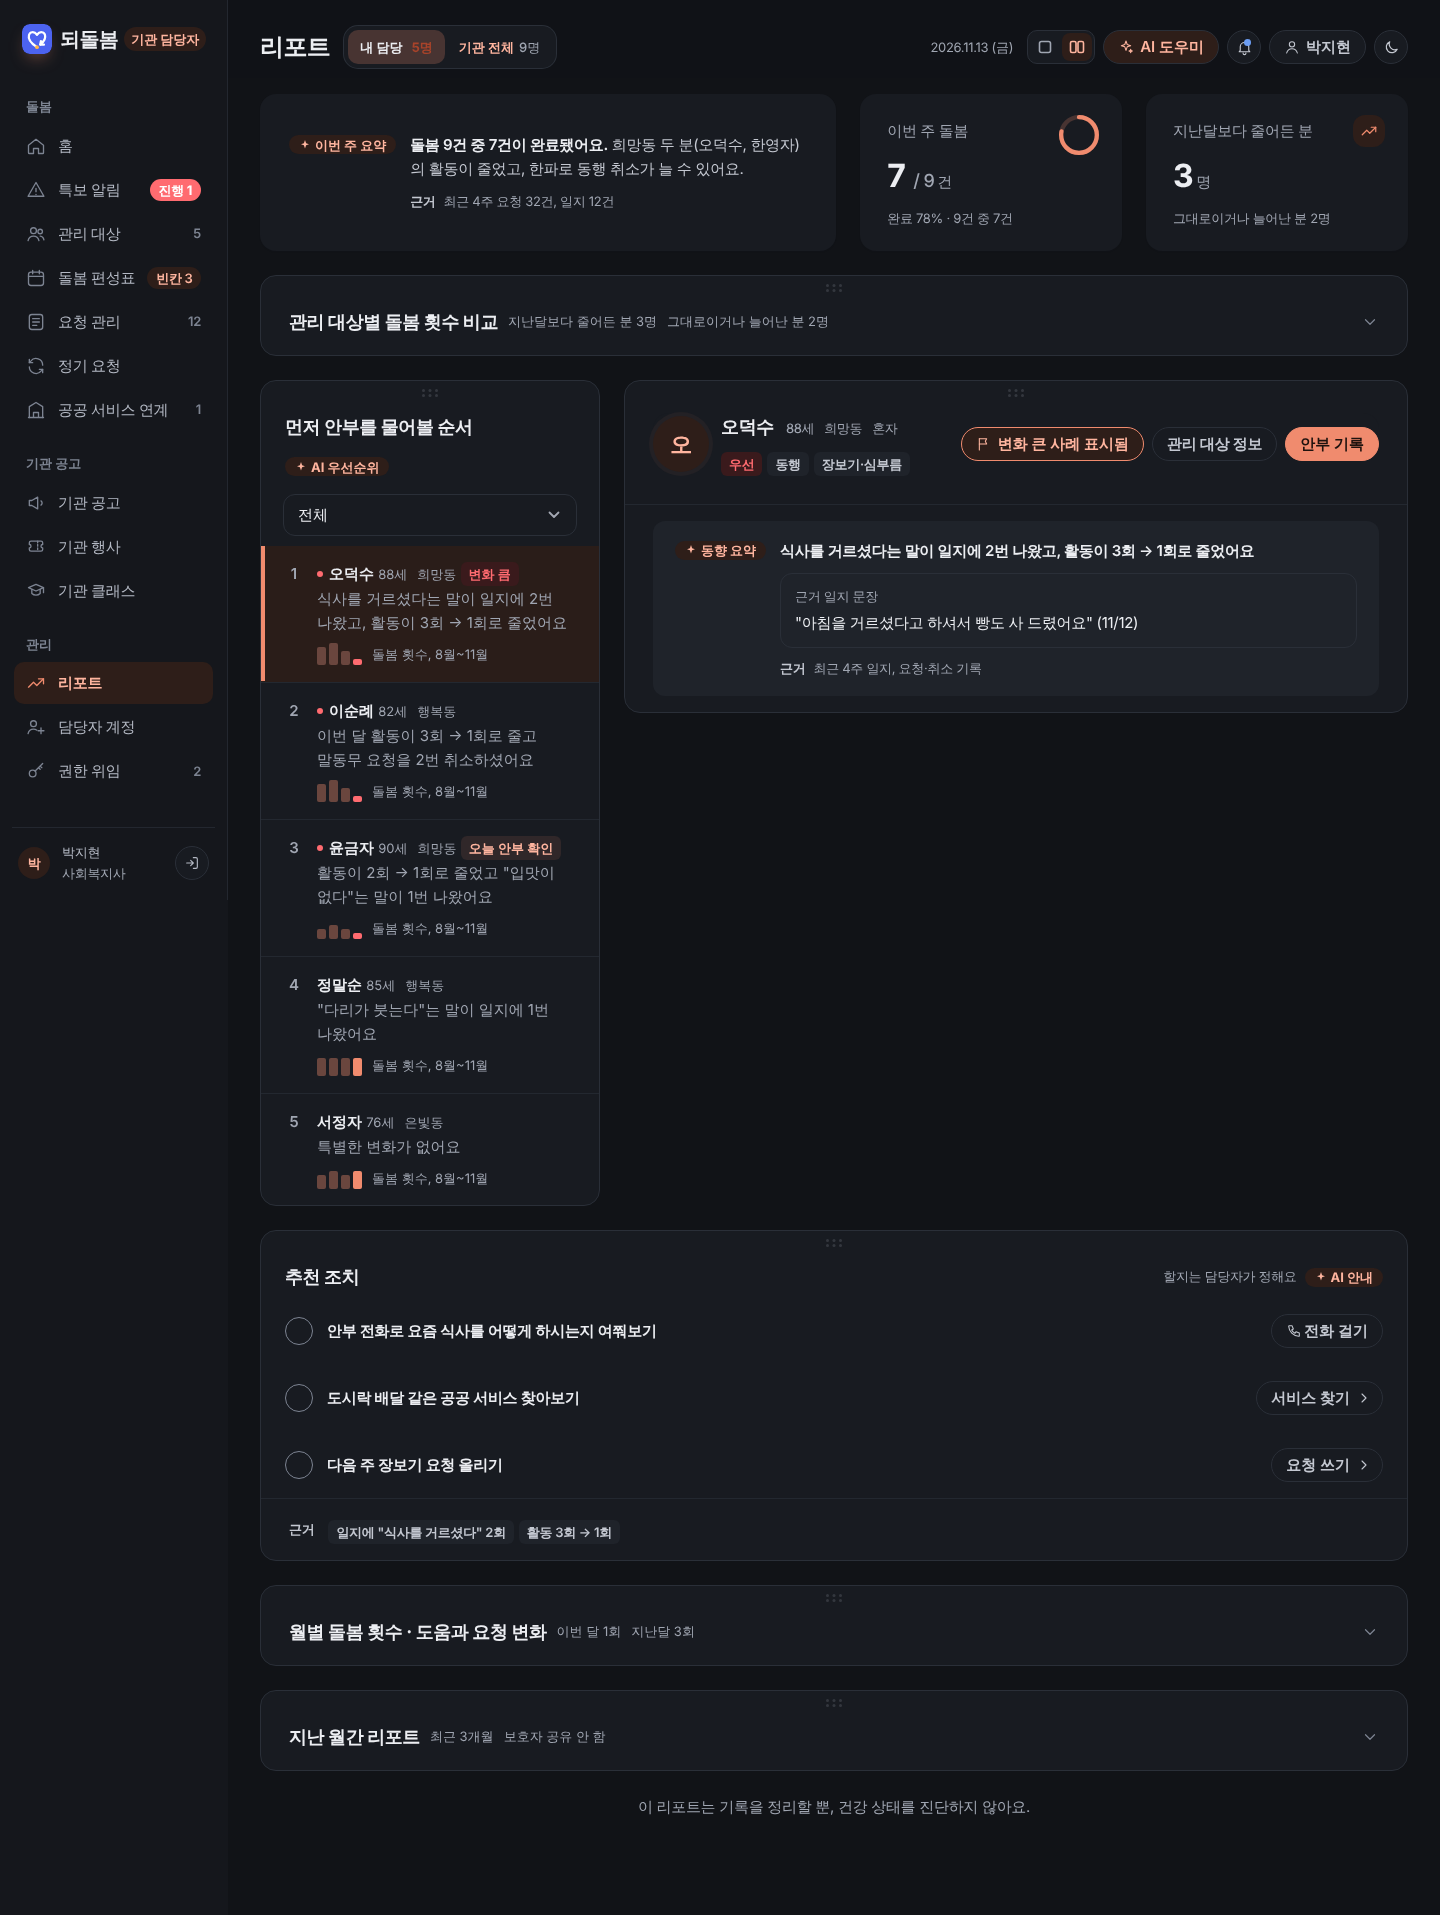 되돌봄 기관 담당자
돌봄
홈
특보 알림 진행 1
관리 대상 5
돌봄 편성표 빈칸 3
요청 관리 12
정기 요청
공공 서비스 연계 1
기관 공고
기관 공고
기관 행사
기관 클래스
관리
리포트
담당자 계정
권한 위임 2
박 박지현
사회복지사
리포트 내 담당 5명 기관 전체 9명
2026.11.13 (금) AI 도우미 박지현
이번 주 요약 돌봄 9건 중 7건이 완료됐어요. 희망동 두 분(오덕수, 한영자)
의 활동이 줄었고, 한파로 동행 취소가 늘 수 있어요.
근거 최근 4주 요청 32건, 일지 12건
이번 주 돌봄
7 / 9 건
완료 78% · 9건 중 7건
지난달보다 줄어든 분
3 명
그대로이거나 늘어난 분 2명
관리 대상별 돌봄 횟수 비교 지난달보다 줄어든 분 3명 그대로이거나 늘어난 분 2명
먼저 안부를 물어볼 순서
AI 우선순위
전체
1 오덕수 88세 희망동 변화 큼
식사를 거르셨다는 말이 일지에 2번
나왔고, 활동이 3회 → 1회로 줄었어요
돌봄 횟수, 8월~11월
2 이순례 82세 행복동
이번 달 활동이 3회 → 1회로 줄고
말동무 요청을 2번 취소하셨어요
돌봄 횟수, 8월~11월
3 윤금자 90세 희망동 오늘 안부 확인
활동이 2회 → 1회로 줄었고 "입맛이
없다"는 말이 1번 나왔어요
돌봄 횟수, 8월~11월
4 정말순 85세 행복동
"다리가 붓는다"는 말이 일지에 1번
나왔어요
돌봄 횟수, 8월~11월
5 서정자 76세 은빛동
특별한 변화가 없어요
돌봄 횟수, 8월~11월
오 오덕수 88세 희망동 혼자
우선 동행 장보기·심부름
변화 큰 사례 표시됨 관리 대상 정보 안부 기록
동향 요약 식사를 거르셨다는 말이 일지에 2번 나왔고, 활동이 3회 → 1회로 줄었어요
근거 일지 문장
"아침을 거르셨다고 하셔서 빵도 사 드렸어요" (11/12)
근거 최근 4주 일지, 요청·취소 기록
추천 조치 할지는 담당자가 정해요 AI 안내
안부 전화로 요즘 식사를 어떻게 하시는지 여쭤보기 전화 걸기
도시락 배달 같은 공공 서비스 찾아보기 서비스 찾기
다음 주 장보기 요청 올리기 요청 쓰기
근거 일지에 "식사를 거르셨다" 2회 활동 3회 → 1회
월별 돌봄 횟수 · 도움과 요청 변화 이번 달 1회 지난달 3회
지난 월간 리포트 최근 3개월 보호자 공유 안 함
이 리포트는 기록을 정리할 뿐, 건강 상태를 진단하지 않아요.